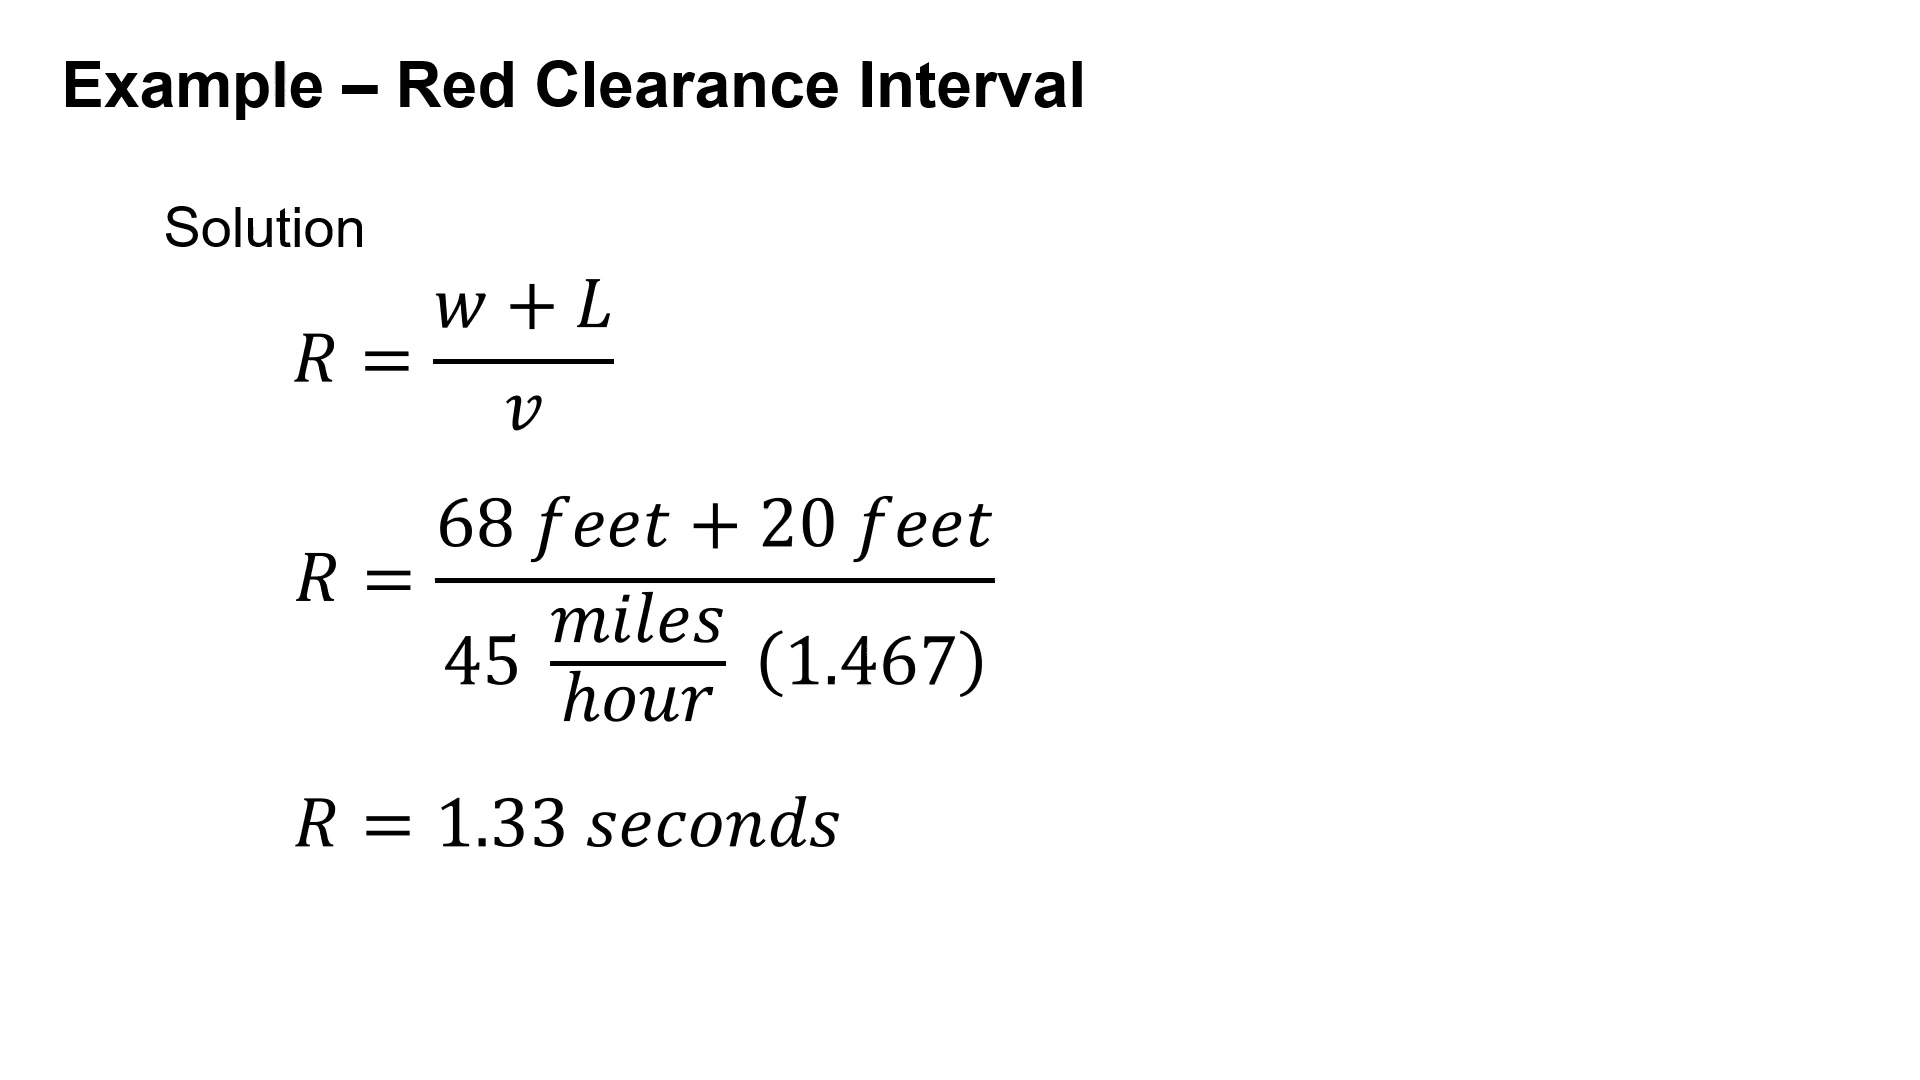 Example – Red Clearance Interval
Solution
R = (w + L) / v
R = (68 feet + 20 feet) / (45 miles/hour (1.467))
R = 1.33 seconds